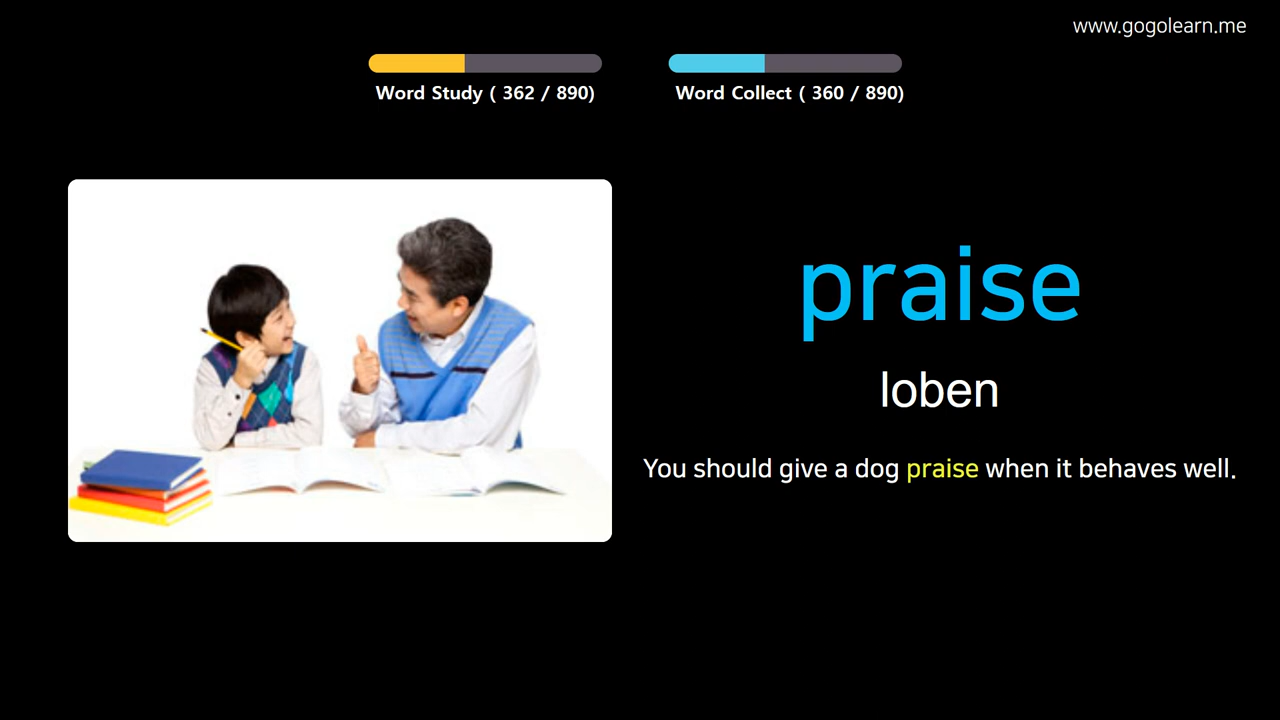 www.gogolearn.me
Word Study ( 362 / 890)
Word Collect ( 360 / 890)
praise
loben
You should give a dog praise when it behaves well.